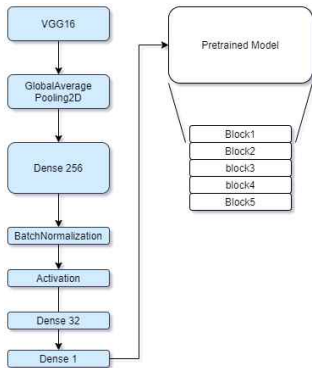 VGG16
GlobalAverage
Pooling2D
Dense 256
BatchNormalization
Activation
Dense 32
Dense 1
Pretrained Model
Block1
Block2
block3
block4
Block5